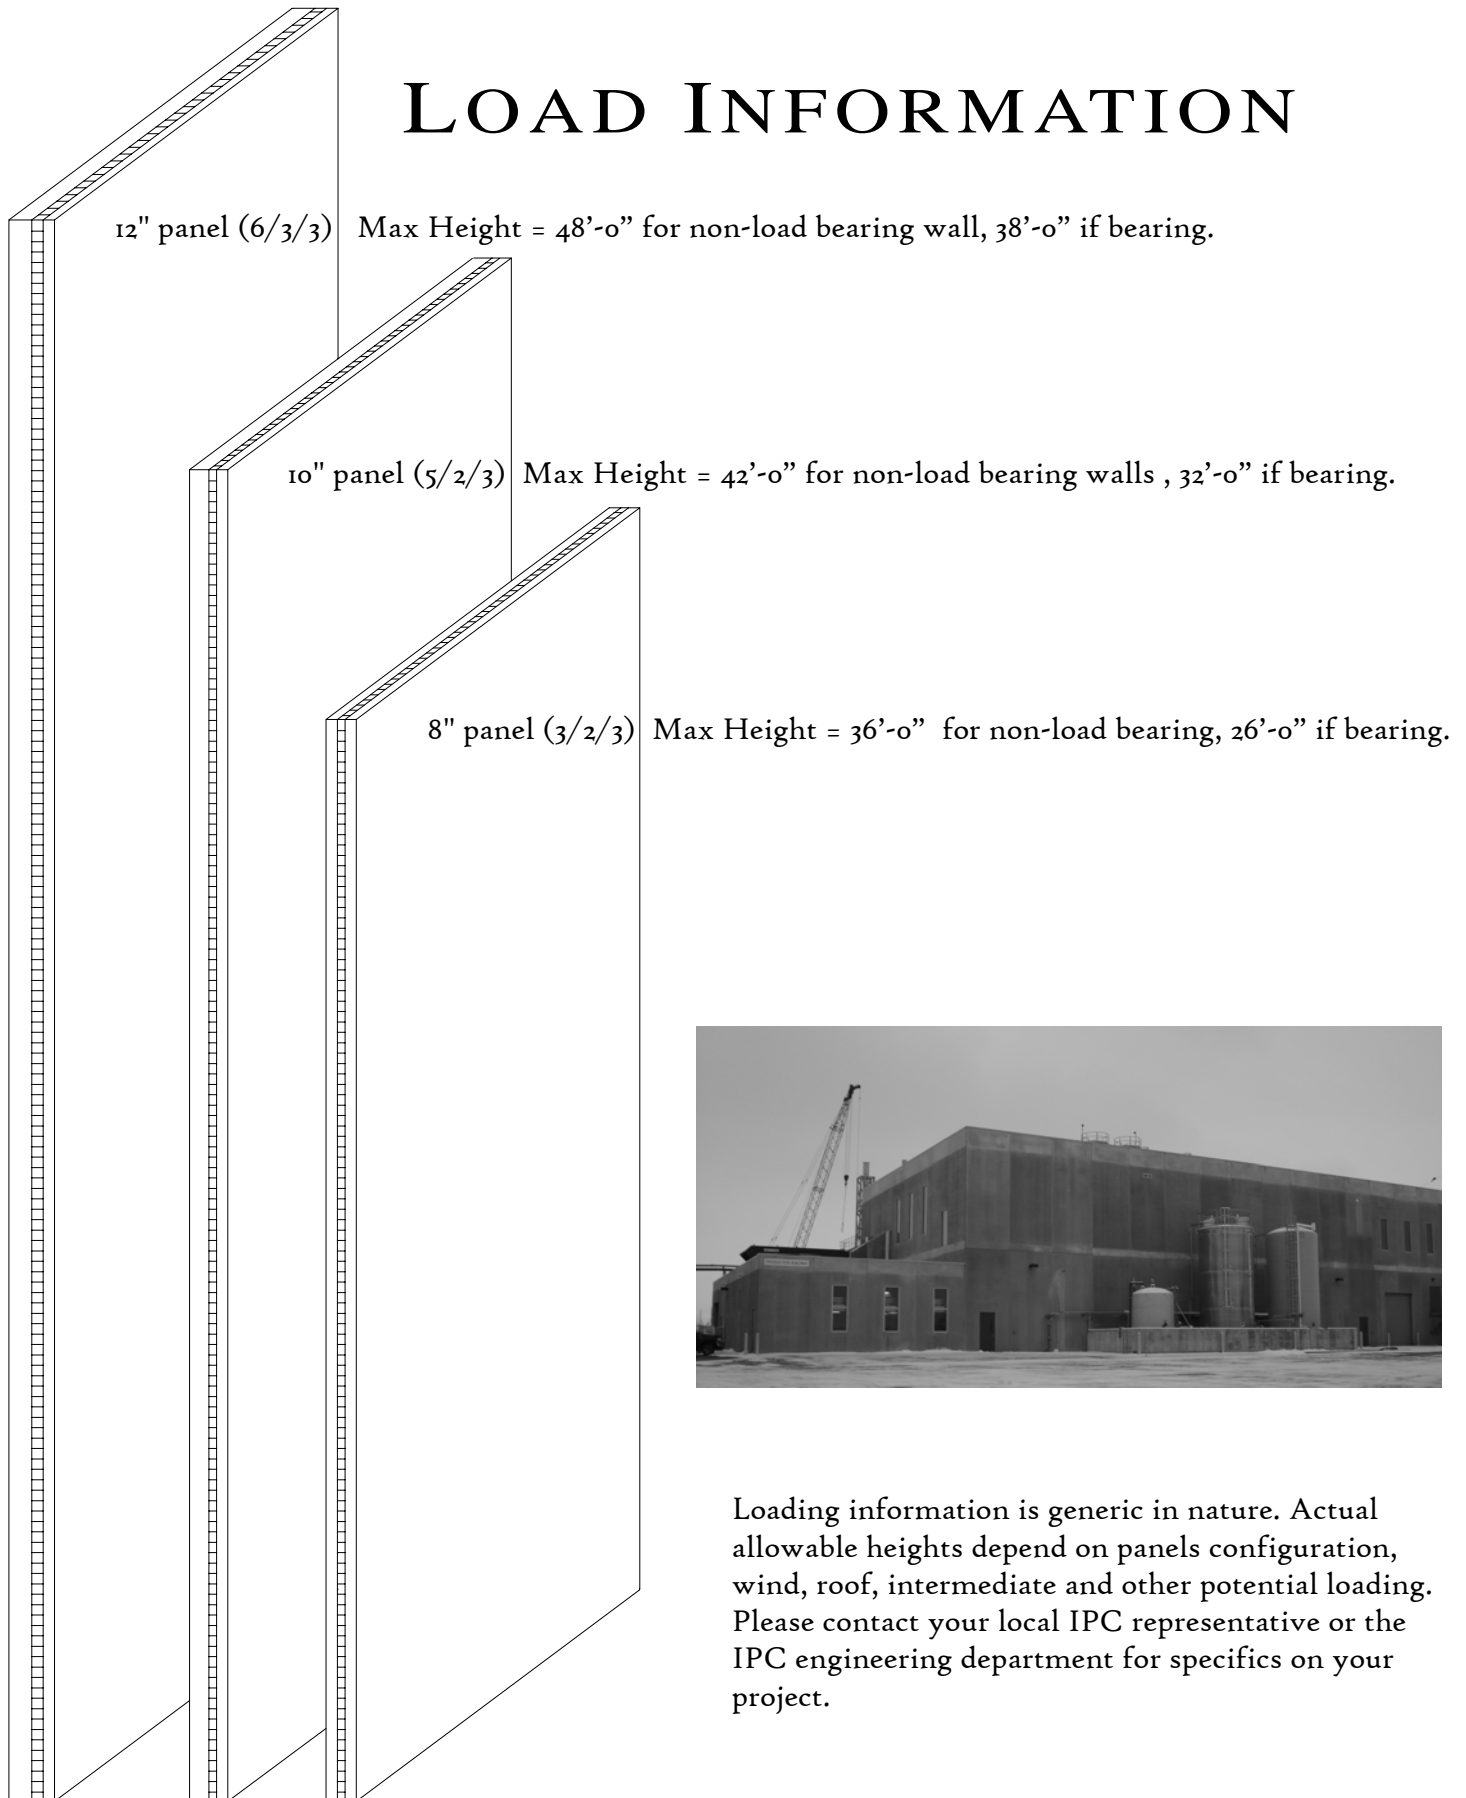 LOAD INFORMATION
12" panel (6/3/3) Max Height = 48’-0” for non-load bearing wall, 38’-0” if bearing.
10" panel (5/2/3) Max Height = 42’-0” for non-load bearing walls , 32’-0” if bearing.
8" panel (3/2/3) Max Height = 36’-0” for non-load bearing, 26’-0” if bearing.
Loading information is generic in nature. Actual
allowable heights depend on panels configuration,
wind, roof, intermediate and other potential loading.
Please contact your local IPC representative or the
IPC engineering department for specifics on your
project.